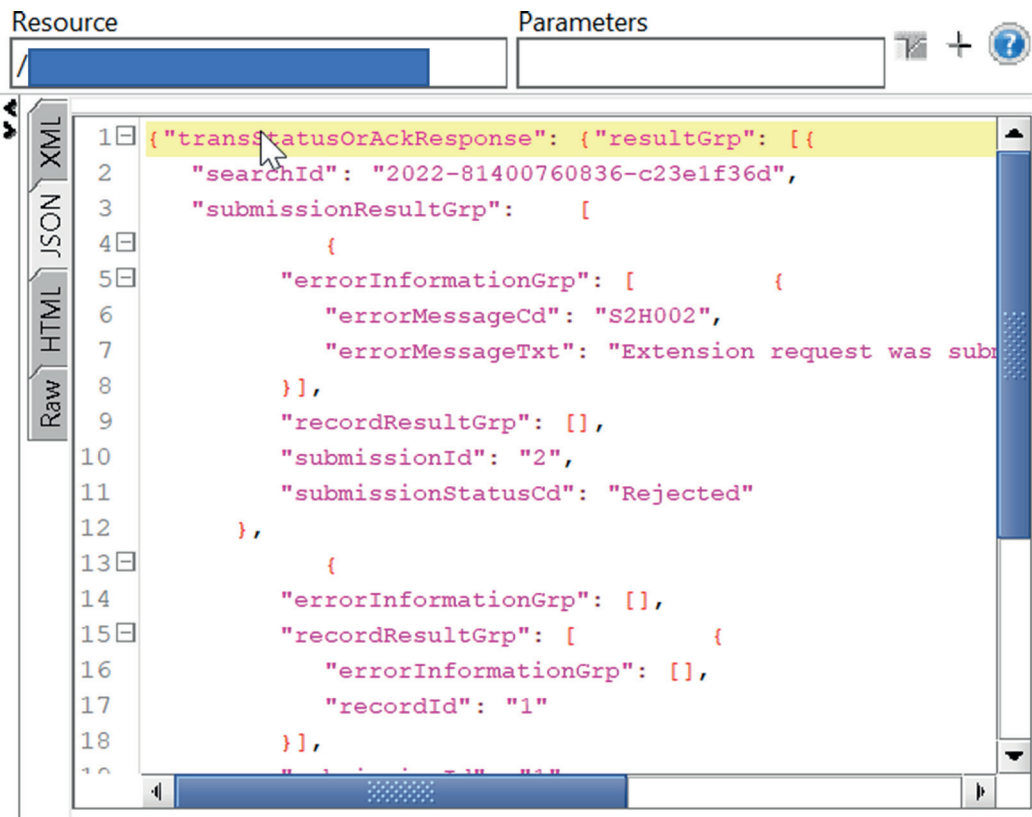 Resource
Parameters
/
XML
JSON
HTML
Raw
1 {"transStatusOrAckResponse": {"resultGrp": [{
2 "searchId": "2022-81400760836-c23e1f36d",
3 "submissionResultGrp": [
4 {
5 "errorInformationGrp": [ {
6 "errorMessageCd": "S2H002",
7 "errorMessageTxt": "Extension request was
8 }],
9 "recordResultGrp": [],
10 "submissionId": "2",
11 "submissionStatusCd": "Rejected"
12 },
13 {
14 "errorInformationGrp": [],
15 "recordResultGrp": [ {
16 "errorInformationGrp": [],
17 "recordId": "1"
18 }],